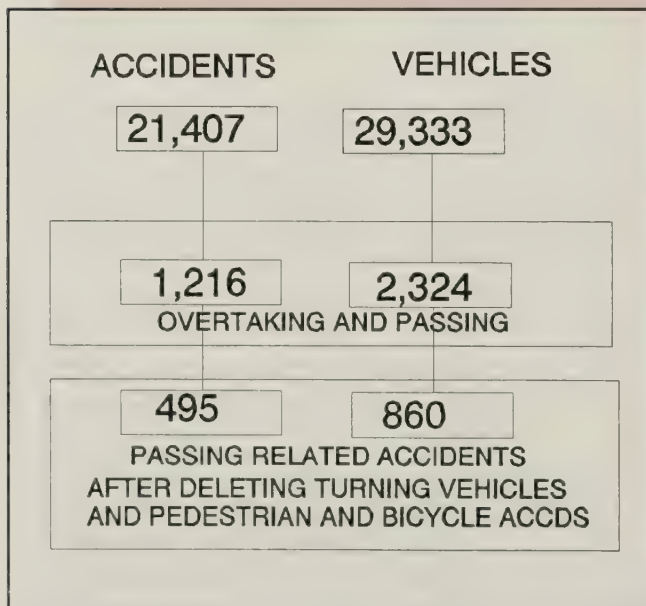 ACCIDENTS VEHICLES
21,407 29,333
1,216 2,324
OVERTAKING AND PASSING
495 860
PASSING RELATED ACCIDENTS
AFTER DELETING TURNING VEHICLES
AND PEDESTRIAN AND BICYCLE ACCDS